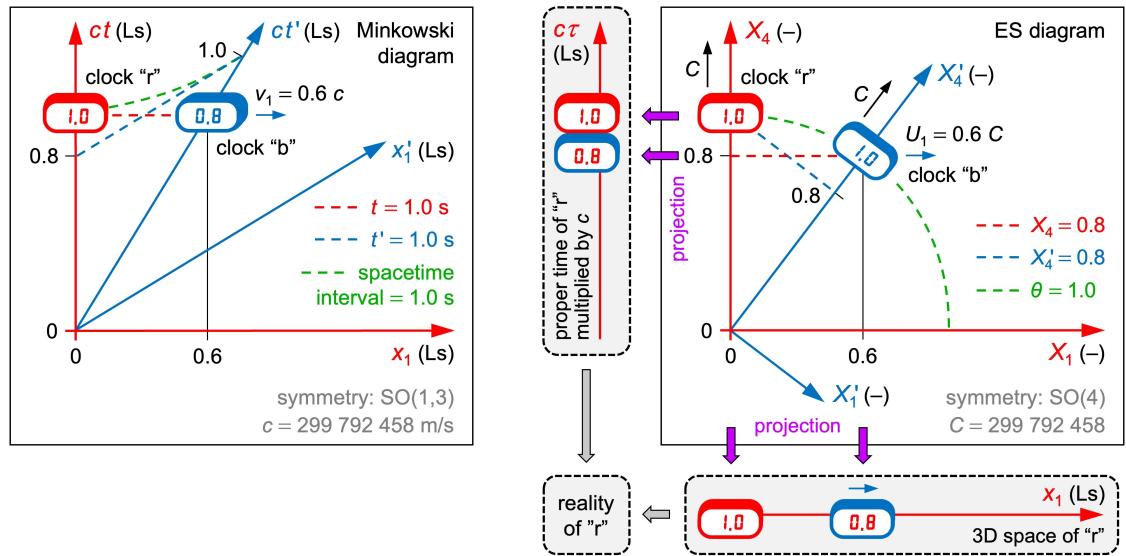 ct (Ls)
ct' (Ls)
Minkowski
diagram
1.0
clock “r”
1.0
0.8
v₁ = 0.6 c
clock “b”
x₁' (Ls)
0.8
t = 1.0 s
t' = 1.0 s
spacetime
interval = 1.0 s
0
0
0.6
x₁ (Ls)
symmetry: SO(1,3)
c = 299 792 458 m/s
cτ
(Ls)
1.0
0.8
proper time of ”r”
multiplied by c
projection
X₄ (–)
ES diagram
C
clock “r”
1.0
C
X₄' (–)
1.0
U₁ = 0.6 C
clock “b”
0.8
0.8
X₄ = 0.8
X₄' = 0.8
θ = 1.0
0
0
0.6
X₁ (–)
X₁' (–)
symmetry: SO(4)
C = 299 792 458
projection
reality
of ”r”
1.0
0.8
x₁ (Ls)
3D space of “r”